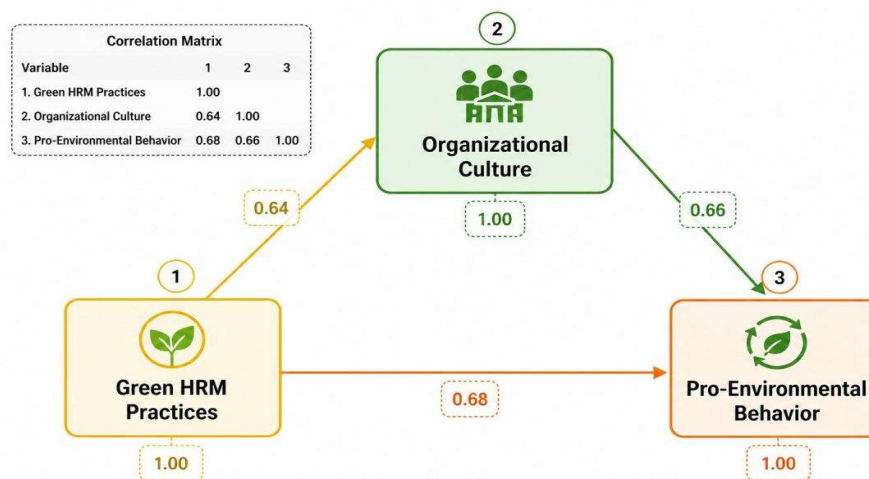 Correlation Matrix
Variable 1 2 3
1. Green HRM Practices 1.00
2. Organizational Culture 0.64 1.00
3. Pro-Environmental Behavior 0.68 0.66 1.00
2
Organizational
Culture
1.00
0.64
0.66
1
Green HRM
Practices
1.00
0.68
3
Pro-Environmental
Behavior
1.00